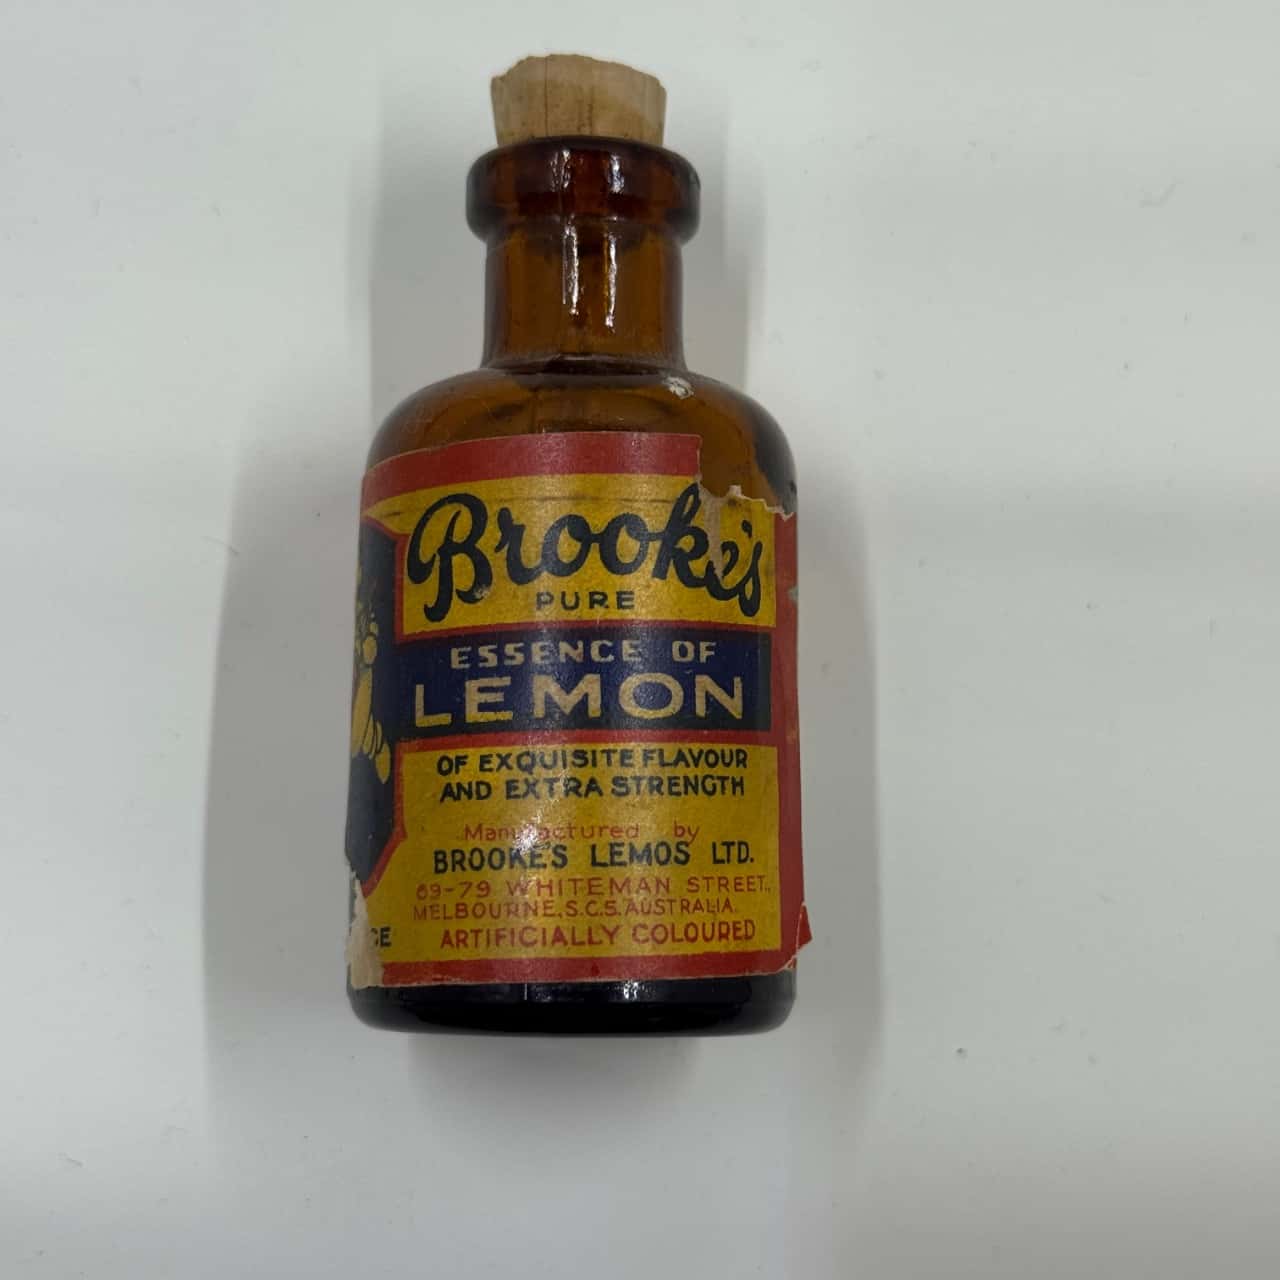 Brooke's
PURE
ESSENCE OF
LEMON
OF EXQUISITE FLAVOUR
AND EXTRA STRENGTH
Manufactured by
BROOKE'S LEMOS LTD.
69-79 WHITEMAN STREET.,
MELBOURNE, S.C.5. AUSTRALIA.
ARTIFICIALLY COLOURED